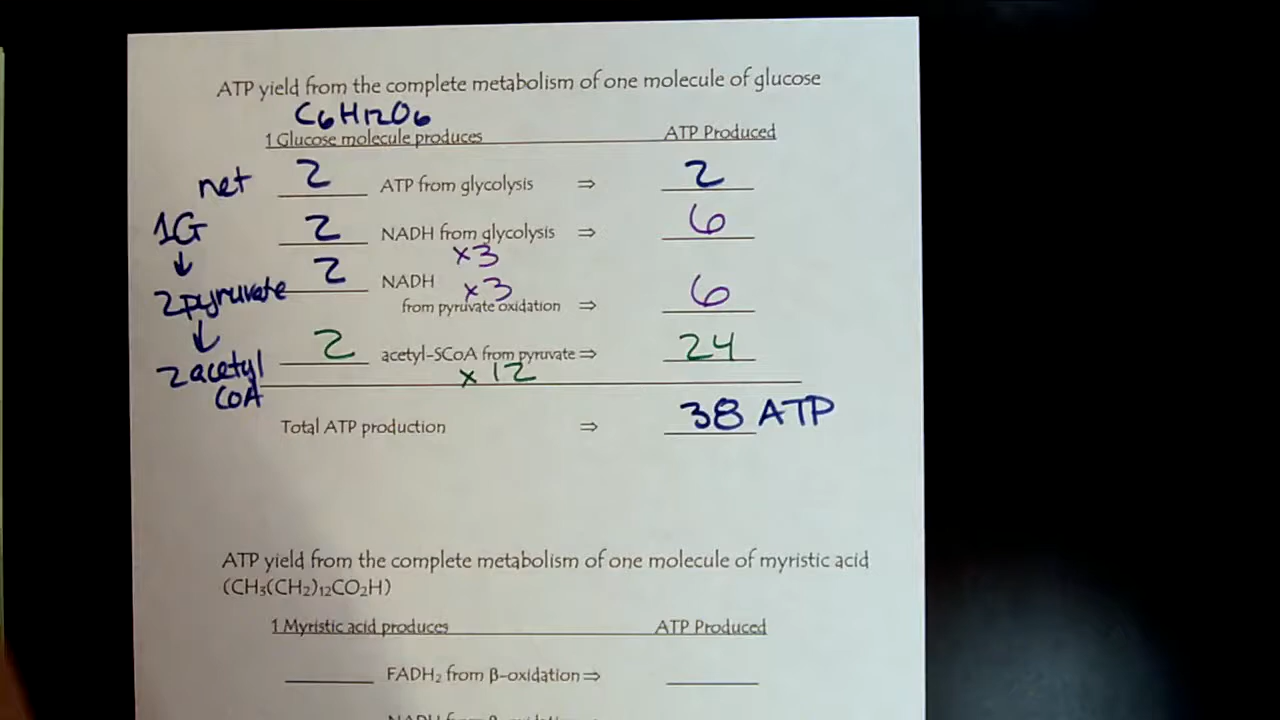 ATP yield from the complete metabolism of one molecule of glucose
C6H12O6
1 Glucose molecule produces ATP Produced
net 2 ATP from glycolysis ⇒ 2
1G 2 NADH from glycolysis ⇒ 6
x3
↓ 2 NADH
2pyruvate x3
from pyruvate oxidation ⇒ 6
↓ 2 acetyl-SCoA from pyruvate ⇒ 24
2 acetyl x12
CoA
Total ATP production ⇒ 38 ATP
ATP yield from the complete metabolism of one molecule of myristic acid
(CH₃(CH₂)₁₂CO₂H)
1 Myristic acid produces ATP Produced
FADH₂ from β-oxidation ⇒